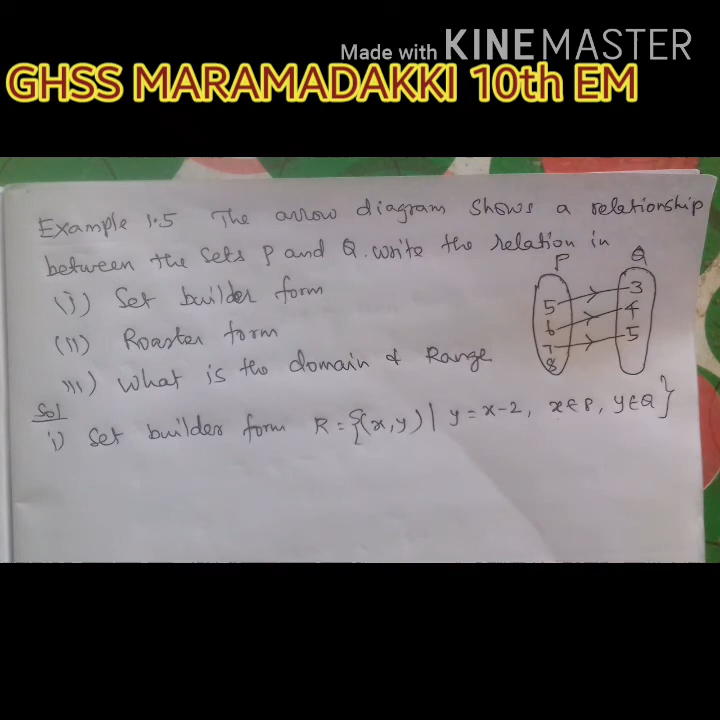 Made with KINEMASTER
GHSS MARAMADAKKI 10th EM
Example 1.5 The arrow diagram shows a relationship
between the sets P and Q. write the relation in
P Q
(i) Set builder form
5 3
(ii) Roaster form
6 4
7 5
8
iii) what is the domain & Range
Sol
i) Set builder form R = {(x,y) | y = x-2, x∈P, y∈Q}